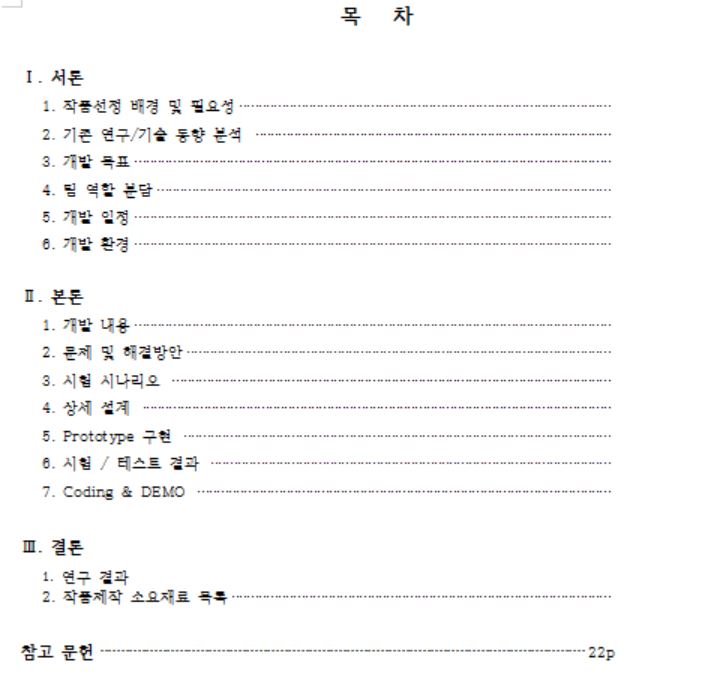 목 차
Ⅰ. 서론
1. 작품선정 배경 및 필요성
2. 기존 연구/기술 동향 분석
3. 개발 목표
4. 팀 역할 분담
5. 개발 일정
6. 개발 환경
Ⅱ. 본론
1. 개발 내용
2. 문제 및 해결방안
3. 시험 시나리오
4. 상세 설계
5. Prototype 구현
6. 시험 / 테스트 결과
7. Coding & DEMO
Ⅲ. 결론
1. 연구 결과
2. 작품제작 소요재료 목록
참고 문헌 22p